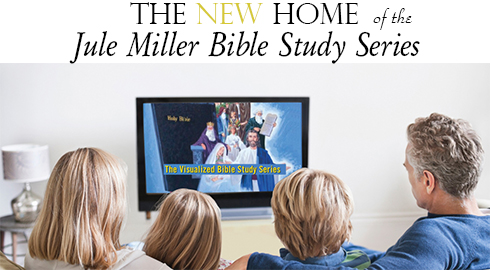 THE NEW HOME of the
Jule Miller Bible Study Series
Holy Bible
The Visualized Bible Study Series